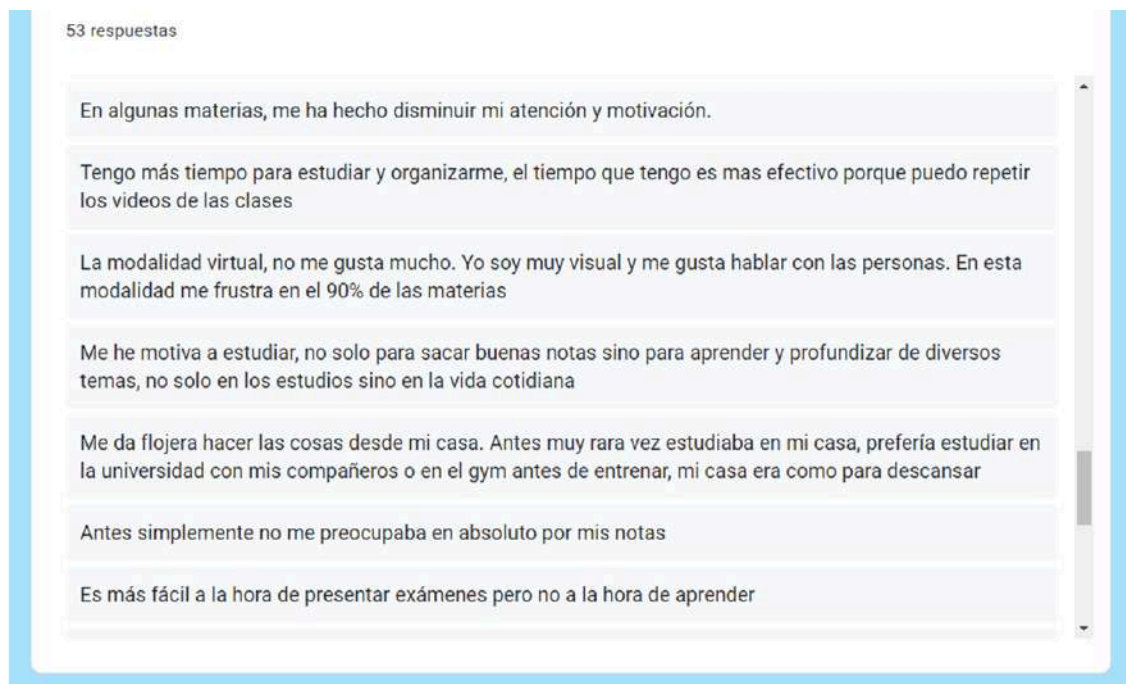 53 respuestas
En algunas materias, me ha hecho disminuir mi atención y motivación.
Tengo más tiempo para estudiar y organizarme, el tiempo que tengo es mas efectivo porque puedo repetir
los videos de las clases
La modalidad virtual, no me gusta mucho. Yo soy muy visual y me gusta hablar con las personas. En esta
modalidad me frustra en el 90% de las materias
Me he motiva a estudiar, no solo para sacar buenas notas sino para aprender y profundizar de diversos
temas, no solo en los estudios sino en la vida cotidiana
Me da flojera hacer las cosas desde mi casa. Antes muy rara vez estudiaba en mi casa, prefería estudiar en
la universidad con mis compañeros o en el gym antes de entrenar, mi casa era como para descansar
Antes simplemente no me preocupaba en absoluto por mis notas
Es más fácil a la hora de presentar exámenes pero no a la hora de aprender